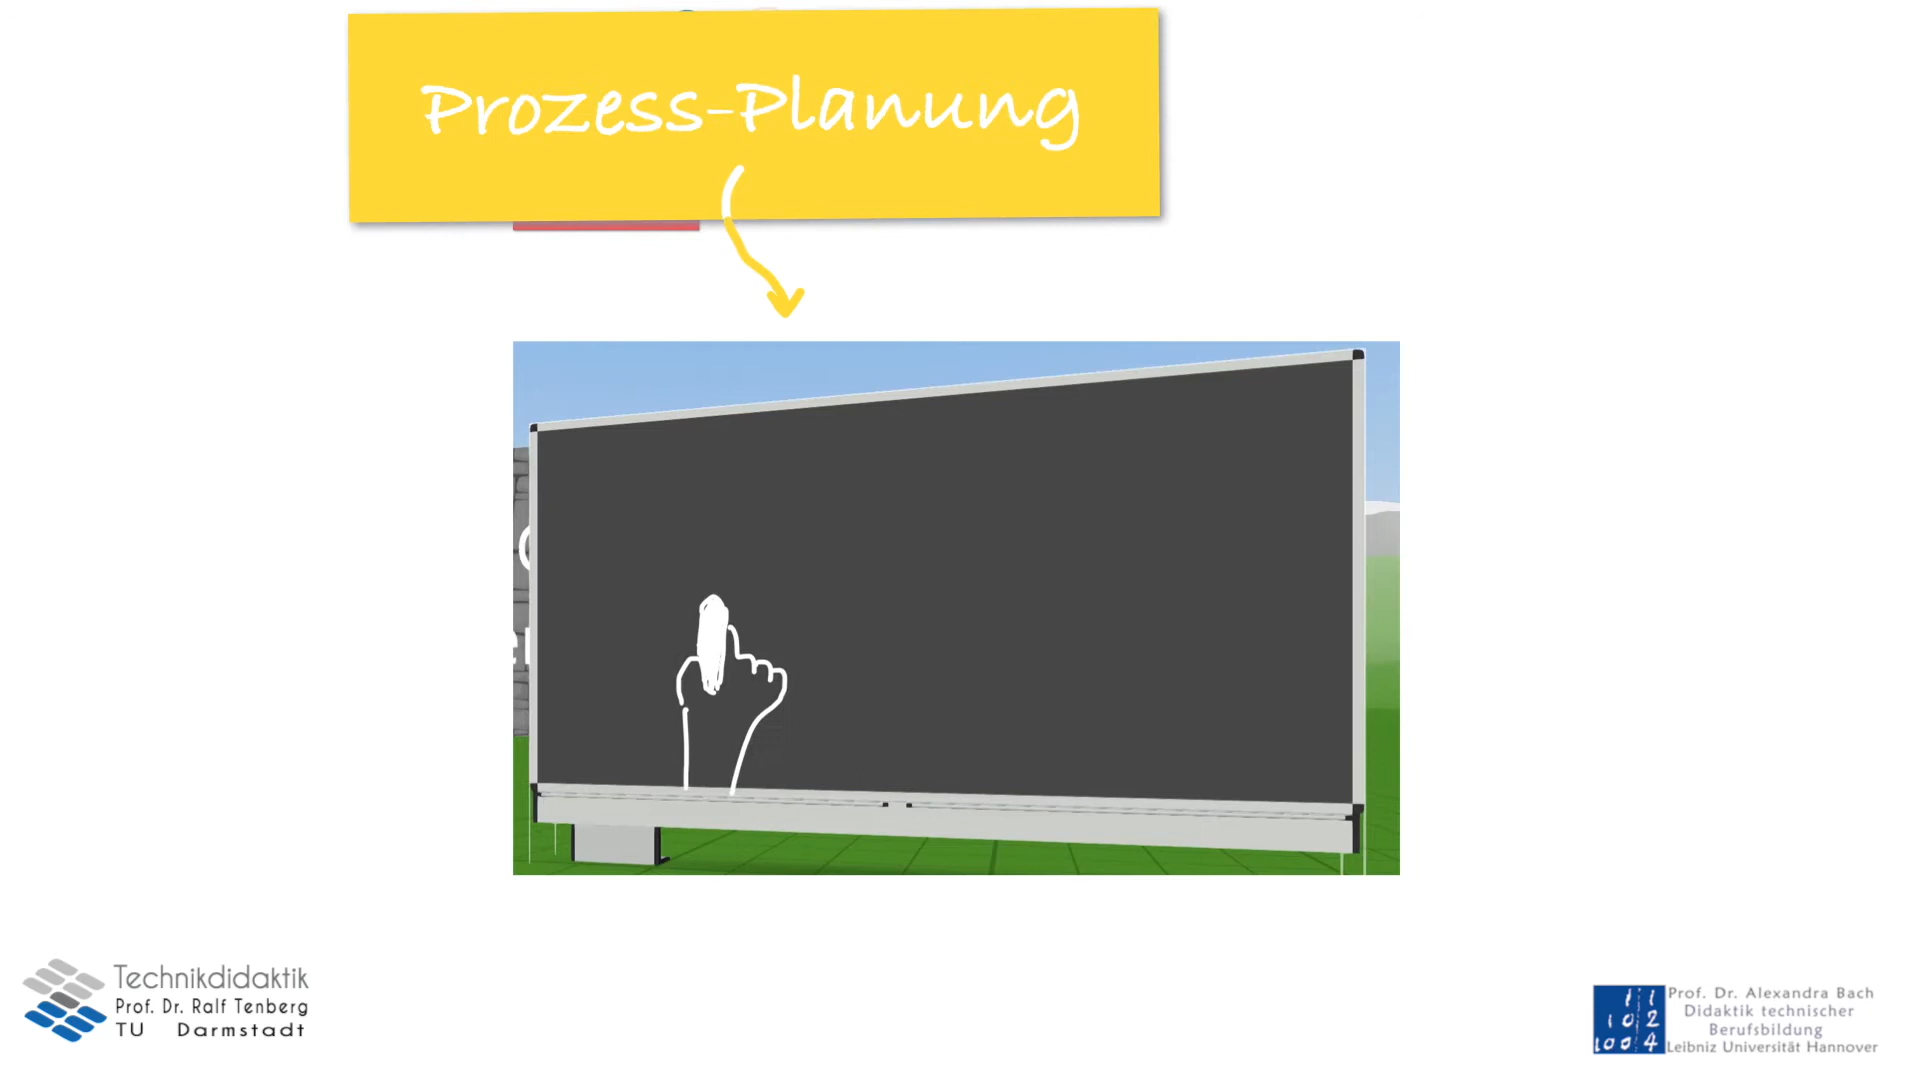 Prozess-Planung
Technikdidaktik
Prof. Dr. Ralf Tenberg
TU Darmstadt
Prof. Dr. Alexandra Bach
Didaktik technischer
Berufsbildung
Leibniz Universität Hannover